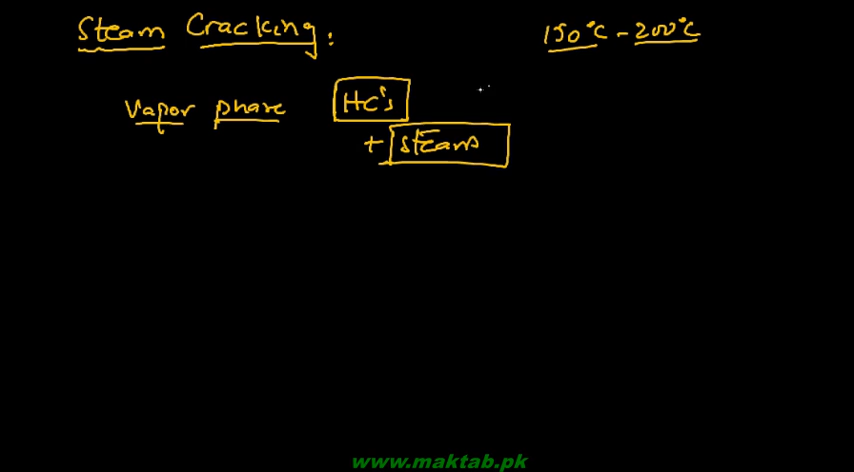 Steam Cracking:
150°C - 200°C
Vapor phase HC's
+ steam
www.maktab.pk